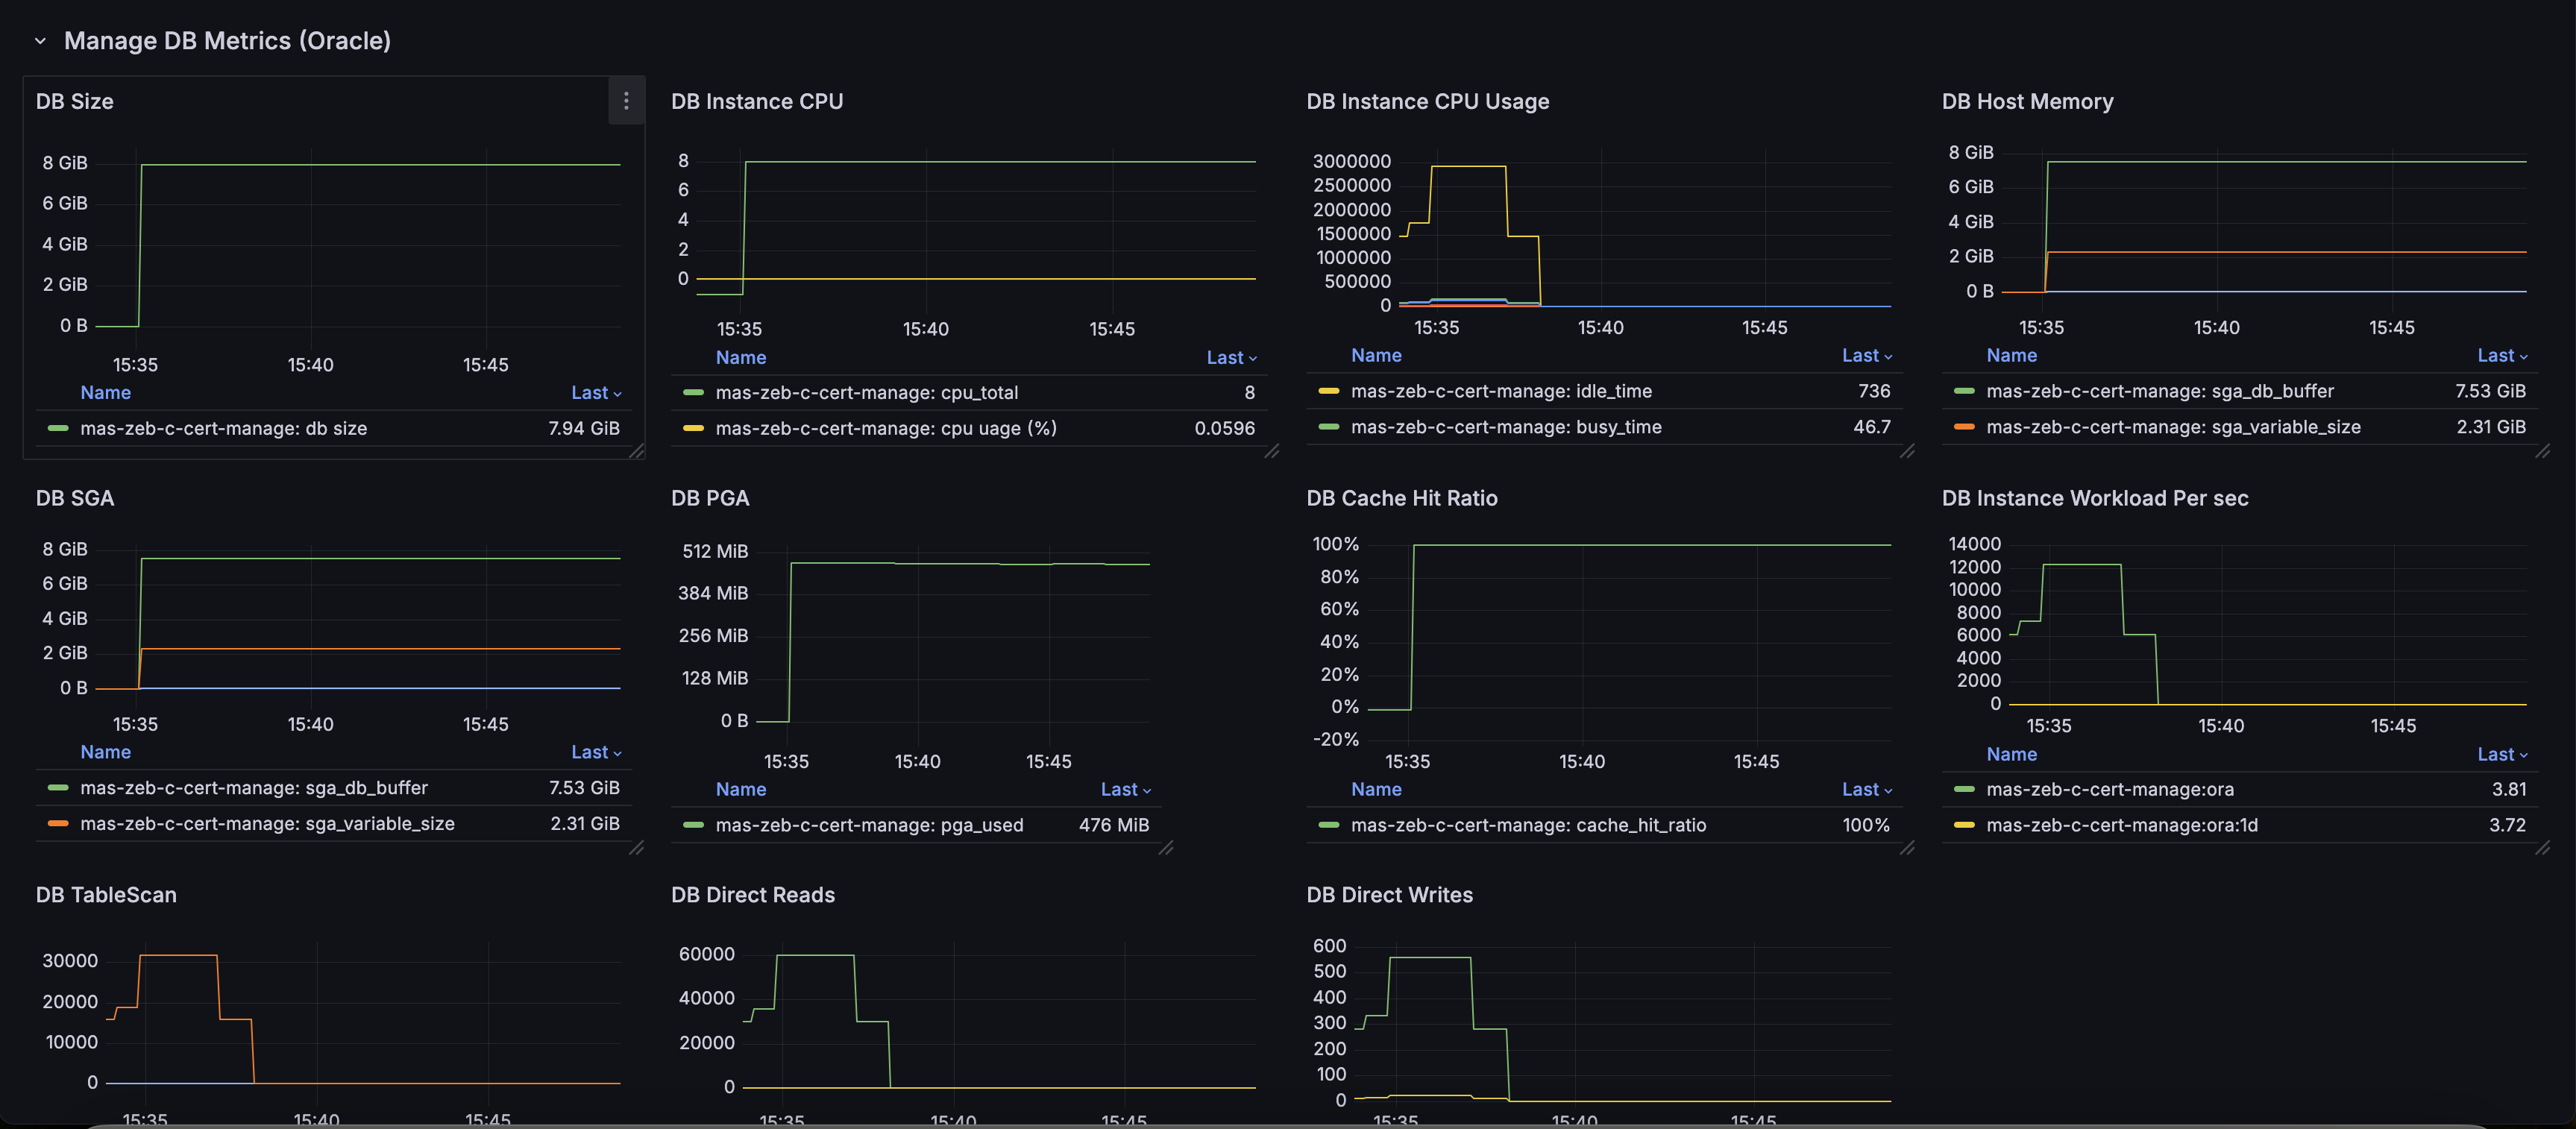 Manage DB Metrics (Oracle)
DB Size
8 GiB
6 GiB
4 GiB
2 GiB
0 B
15:35 15:40 15:45
Name Last
mas-zeb-c-cert-manage: db size 7.94 GiB
DB Instance CPU
8
6
4
2
0
15:35 15:40 15:45
Name Last
mas-zeb-c-cert-manage: cpu_total 8
mas-zeb-c-cert-manage: cpu uage (%) 0.0596
DB Instance CPU Usage
3000000
2500000
2000000
1500000
1000000
500000
0
15:35 15:40 15:45
Name Last
mas-zeb-c-cert-manage: idle_time 736
mas-zeb-c-cert-manage: busy_time 46.7
DB Host Memory
8 GiB
6 GiB
4 GiB
2 GiB
0 B
15:35 15:40 15:45
Name Last
mas-zeb-c-cert-manage: sga_db_buffer 7.53 GiB
mas-zeb-c-cert-manage: sga_variable_size 2.31 GiB
DB SGA
8 GiB
6 GiB
4 GiB
2 GiB
0 B
15:35 15:40 15:45
Name Last
mas-zeb-c-cert-manage: sga_db_buffer 7.53 GiB
mas-zeb-c-cert-manage: sga_variable_size 2.31 GiB
DB PGA
512 MiB
384 MiB
256 MiB
128 MiB
0 B
15:35 15:40 15:45
Name Last
mas-zeb-c-cert-manage: pga_used 476 MiB
DB Cache Hit Ratio
100%
80%
60%
40%
20%
0%
-20%
15:35 15:40 15:45
Name Last
mas-zeb-c-cert-manage: cache_hit_ratio 100%
DB Instance Workload Per sec
14000
12000
10000
8000
6000
4000
2000
0
15:35 15:40 15:45
Name Last
mas-zeb-c-cert-manage:ora 3.81
mas-zeb-c-cert-manage:ora:1d 3.72
DB TableScan
30000
20000
10000
0
15:35 15:40 15:45
DB Direct Reads
60000
40000
20000
0
15:35 15:40 15:45
DB Direct Writes
600
500
400
300
200
100
0
15:35 15:40 15:45